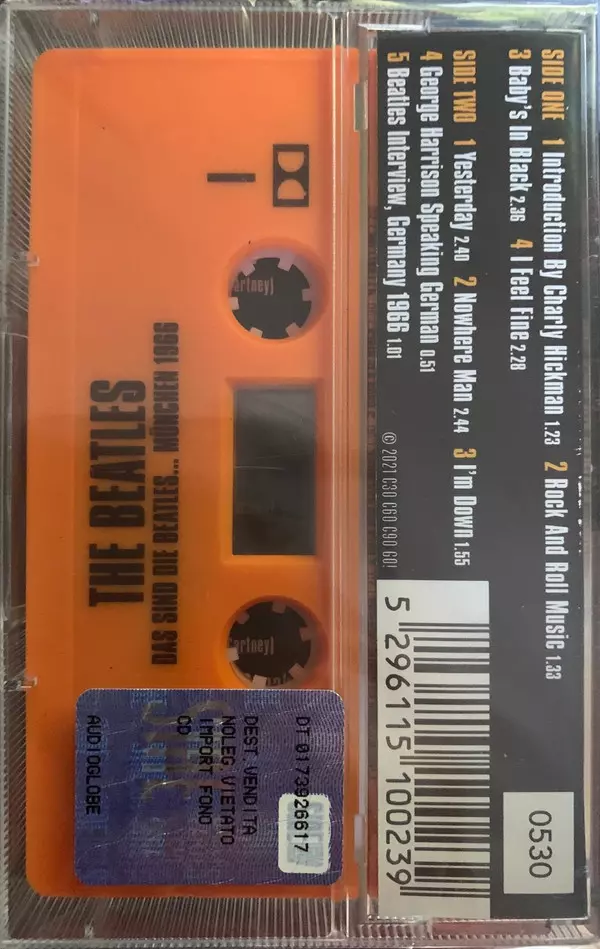 SIDE ONE 1 Introduction By Charly Hickman 1.23 2 Rock And Roll Music 1.33
3 Baby's In Black 2.36 4 I Feel Fine 2.28
SIDE TWO 1 Yesterday 2.40 2 Nowhere Man 2.44 3 I'm Down 1.55
4 George Harrison Speaking German 0.51
5 Beatles Interview, Germany 1966 1.01
© 2021 C30 C60 C90 GO!
5 296115 100239
0530
THE BEATLES
DAS SIND DIE BEATLES... MÜNCHEN 1966
artney)
artney)
DT 0173926617
DEST.VENDITA
NOLEG.VIETATO
IMPORT FONO
CD
AUDIOGLOBE